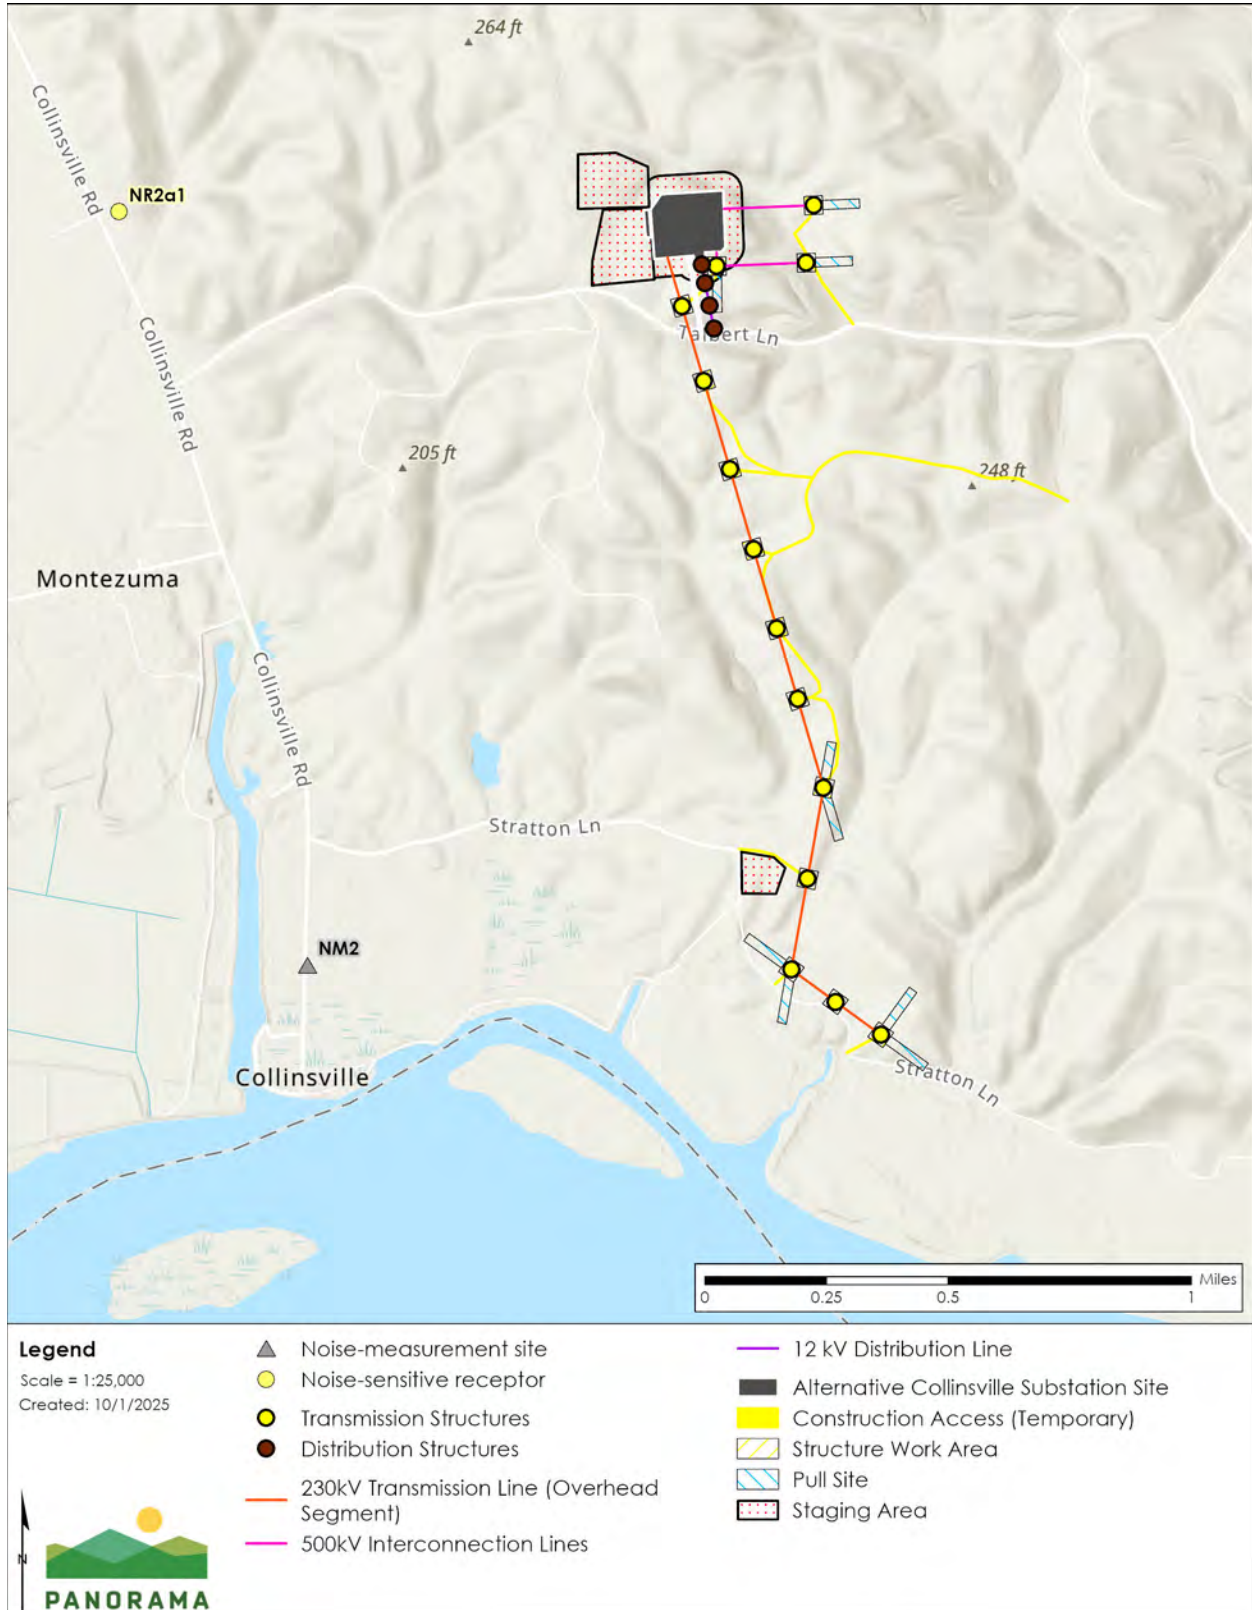 264 ft
Collinsville Rd
NR2a1
Collinsville Rd
Talbert Ln
205 ft
248 ft
Montezuma
Collinsville Rd
Stratton Ln
NM2
Collinsville
Stratton Ln
Miles
0 0.25 0.5 1
Legend
Scale = 1:25,000
Created: 10/1/2025
N
PANORAMA
Noise-measurement site
Noise-sensitive receptor
Transmission Structures
Distribution Structures
230kV Transmission Line (Overhead
Segment)
500kV Interconnection Lines
12 kV Distribution Line
Alternative Collinsville Substation Site
Construction Access (Temporary)
Structure Work Area
Pull Site
Staging Area